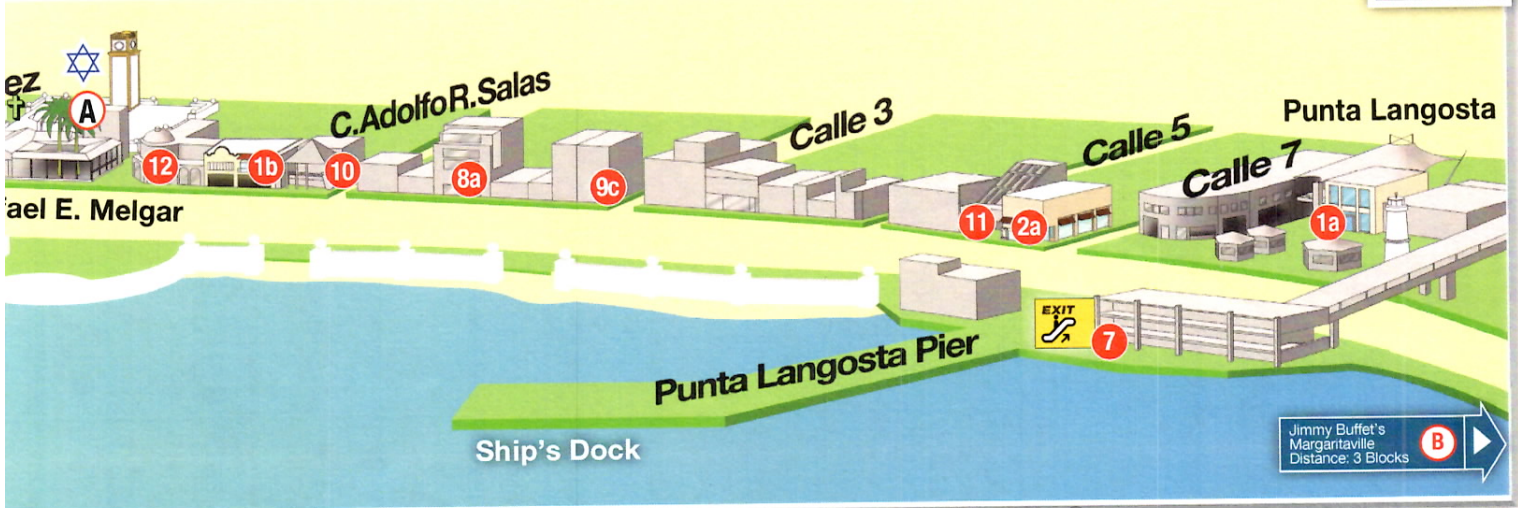 ez
A
C.AdolfoR.Salas
Calle 3
Calle 5
Calle 7
Punta Langosta
12
1b
10
8a
9c
11
2a
1a
fael E. Melgar
EXIT
7
Punta Langosta Pier
Ship's Dock
Jimmy Buffet's
Margaritaville
Distance: 3 Blocks
B